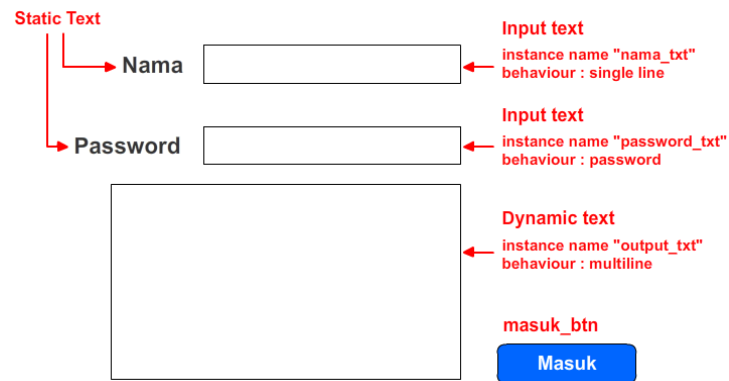 Static Text
Input text
instance name "nama_txt"
behaviour : single line
Nama
Input text
instance name "password_txt"
behaviour : password
Password
Dynamic text
instance name "output_txt"
behaviour : multiline
masuk_btn
Masuk